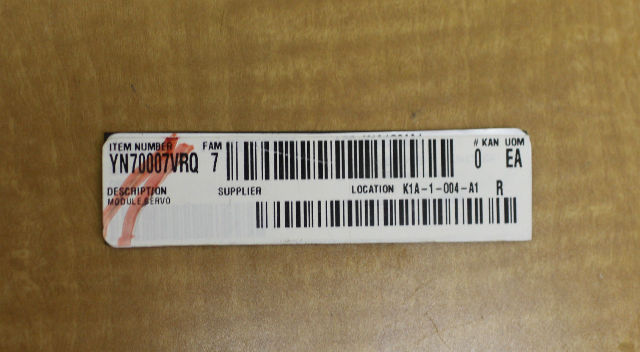 ITEM NUMBER FAM # KAN UOM
YN70007VRQ 7 0 EA
DESCRIPTION SUPPLIER LOCATION K1A-1-004-A1 R
MODULE,SERVO